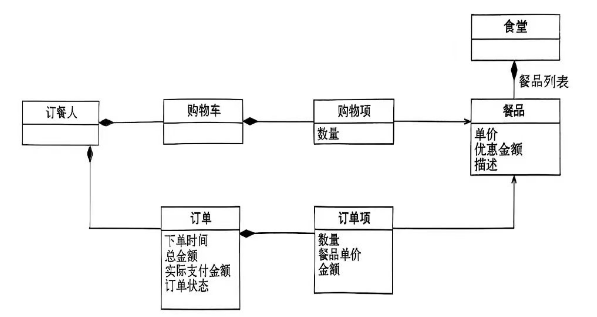 食堂
餐品列表
订餐人
购物车
购物项
数量
餐品
单价
优惠金额
描述
订单
下单时间
总金额
实际支付金额
订单状态
订单项
数量
餐品单价
金额